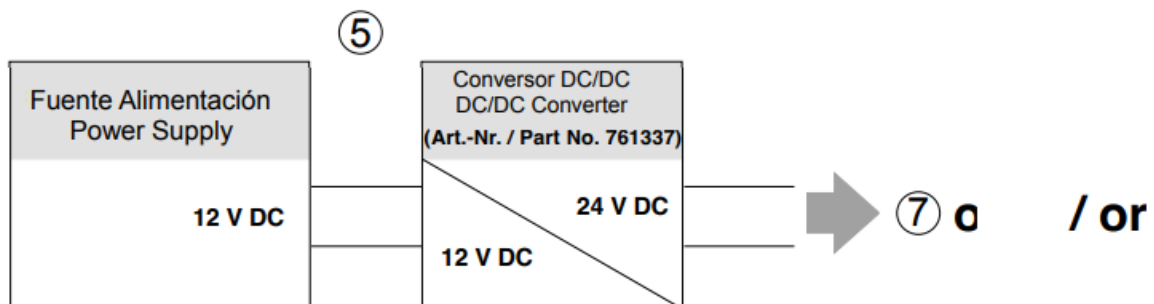 ⑤
Fuente Alimentación
Power Supply
12 V DC
Conversor DC/DC
DC/DC Converter
(Art.-Nr. / Part No. 761337)
24 V DC
12 V DC
⑦ o / or